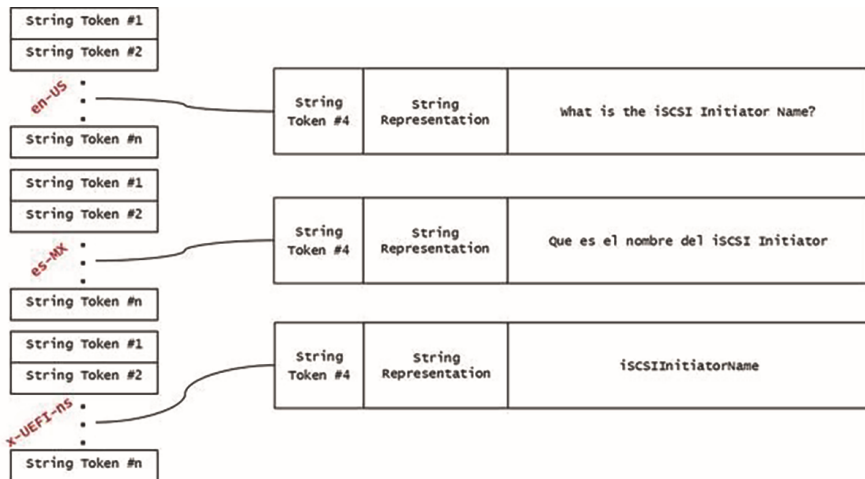 String Token #1
String Token #2
en-US
String Token #n
String
Token #4
String
Representation
What is the iSCSI Initiator Name?
String Token #1
String Token #2
es-MX
String Token #n
String
Token #4
String
Representation
Que es el nombre del iSCSI Initiator
String Token #1
String Token #2
x-UEFI-ns
String Token #n
String
Token #4
String
Representation
iSCSIInitiatorName